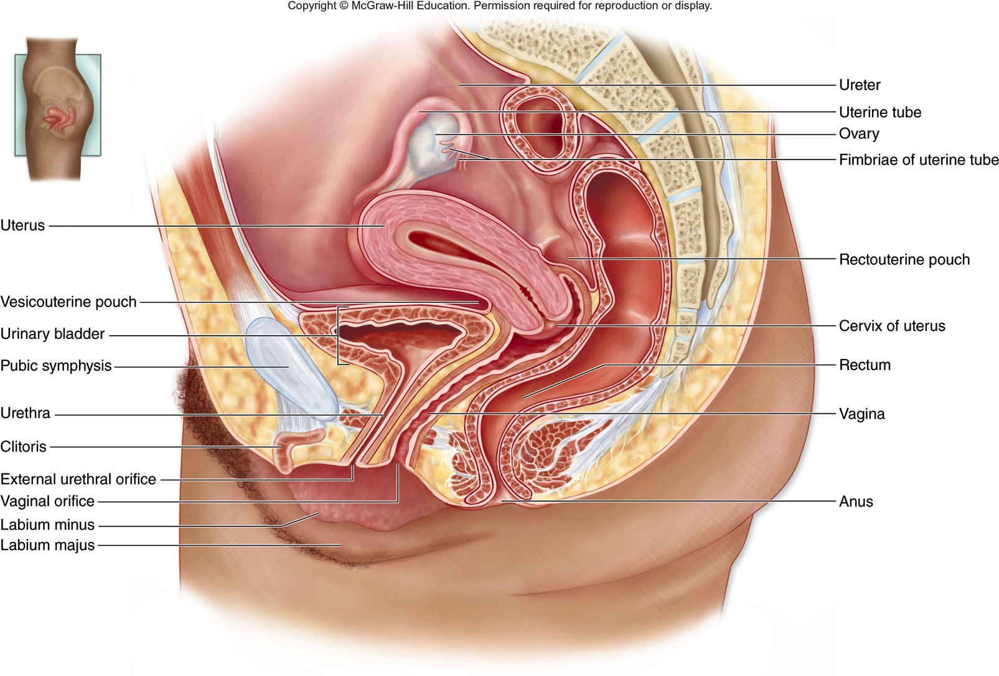 Copyright © McGraw-Hill Education. Permission required for reproduction or display.
Ureter
Uterine tube
Ovary
Fimbriae of uterine tube
Uterus
Rectouterine pouch
Vesicouterine pouch
Cervix of uterus
Urinary bladder
Pubic symphysis
Rectum
Urethra
Vagina
Clitoris
External urethral orifice
Vaginal orifice
Anus
Labium minus
Labium majus